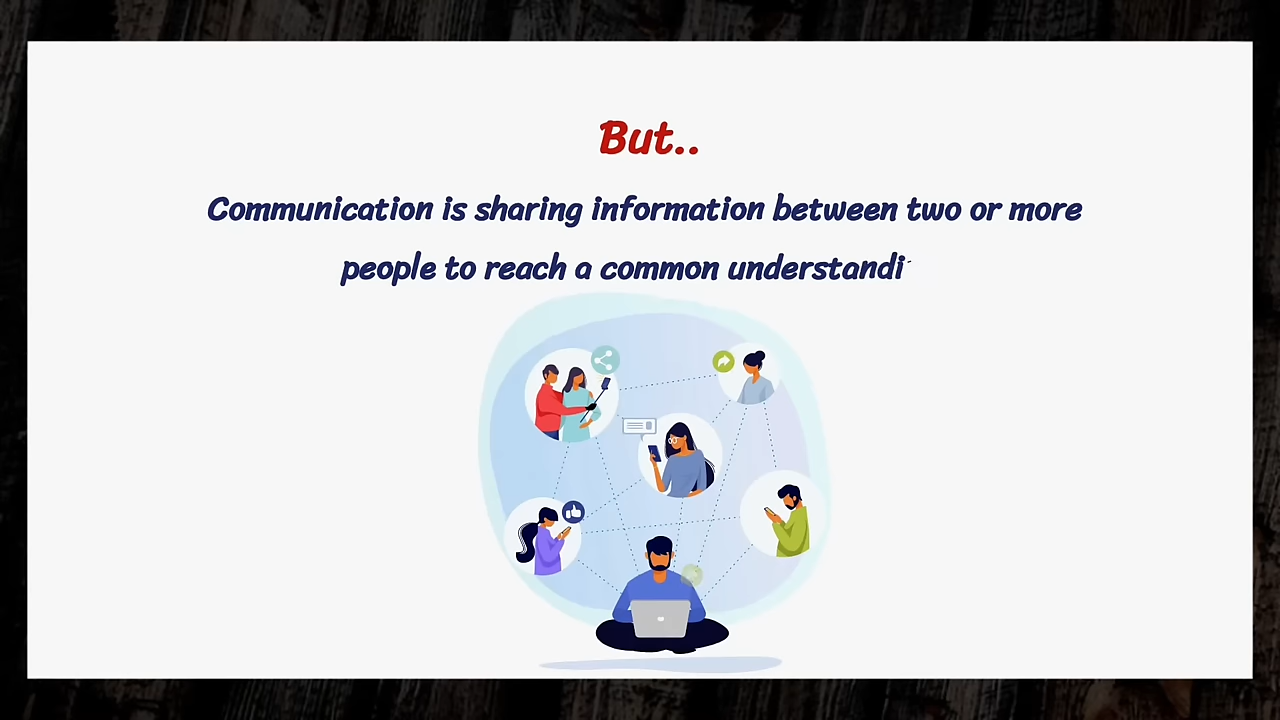 But..
Communication is sharing information between two or more
people to reach a common understandi